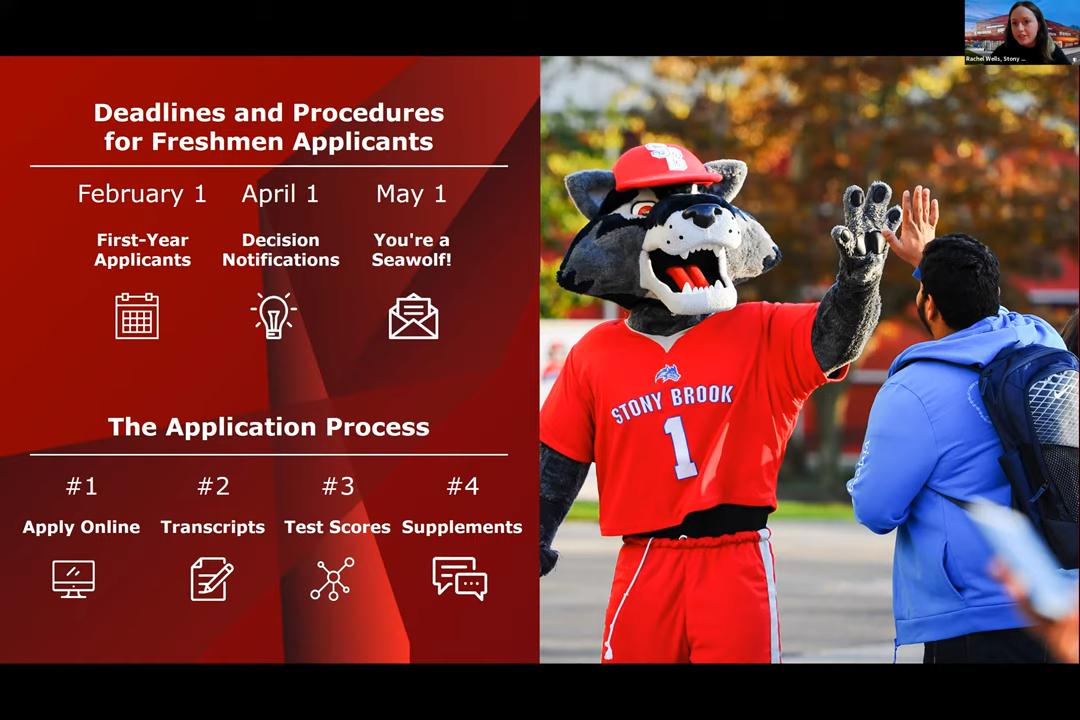 Rachel Wells, Stony ...
Deadlines and Procedures
for Freshmen Applicants
February 1
April 1
May 1
First-Year
Applicants
Decision
Notifications
You're a
Seawolf!
The Application Process
#1
#2
#3
#4
Apply Online
Transcripts
Test Scores
Supplements
SB
STONY BROOK
1